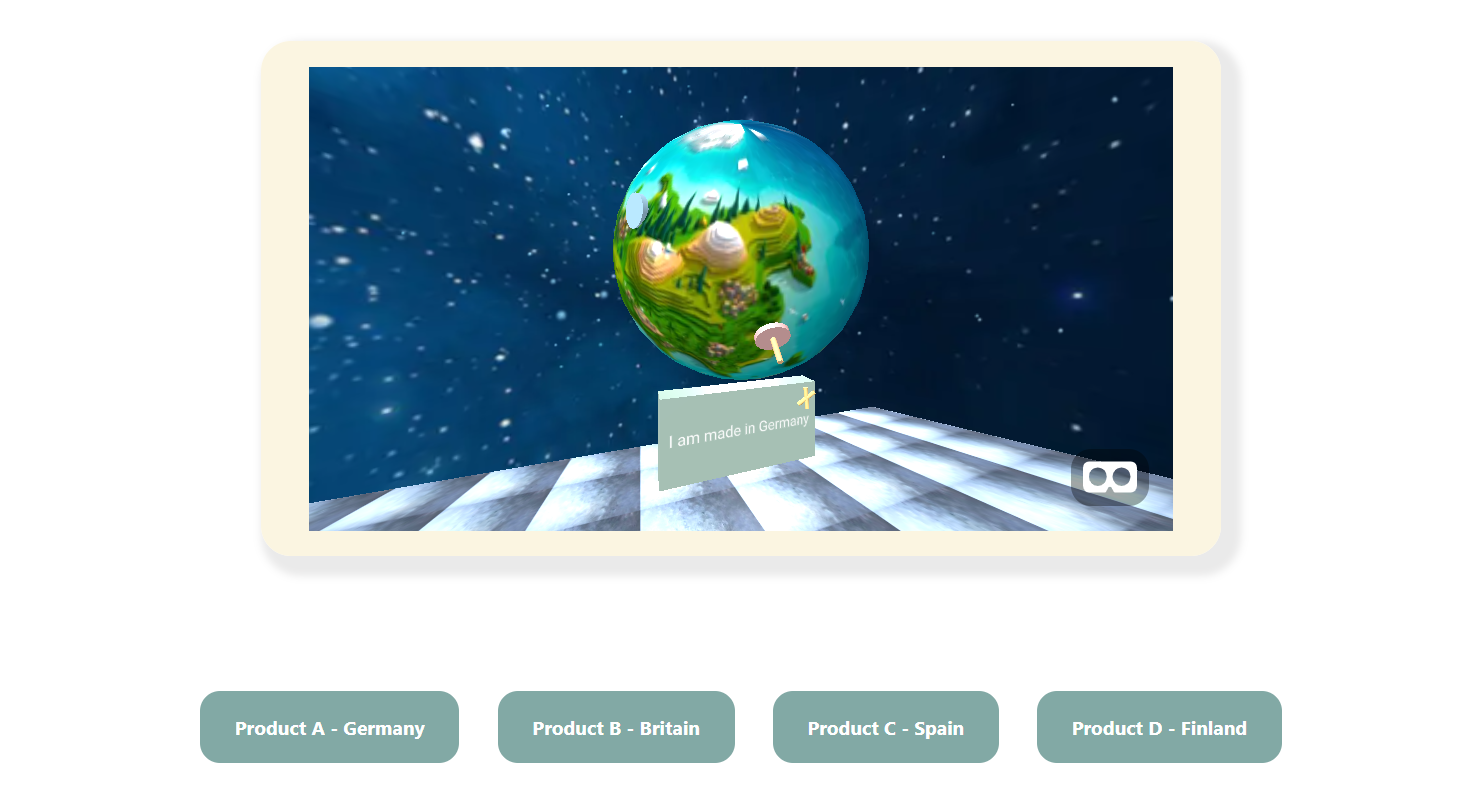 I am made in Germany
Product A - Germany
Product B - Britain
Product C - Spain
Product D - Finland